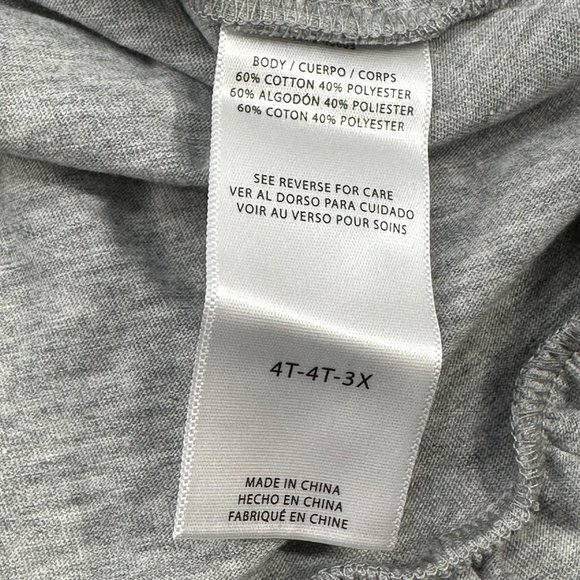 BODY / CUERPO / CORPS
60% COTTON 40% POLYESTER
60% ALGODÓN 40% POLIESTER
60% COTON 40% POLYESTER
SEE REVERSE FOR CARE
VER AL DORSO PARA CUIDADO
VOIR AU VERSO POUR SOINS
4T-4T-3X
MADE IN CHINA
HECHO EN CHINA
FABRIQUÉ EN CHINE